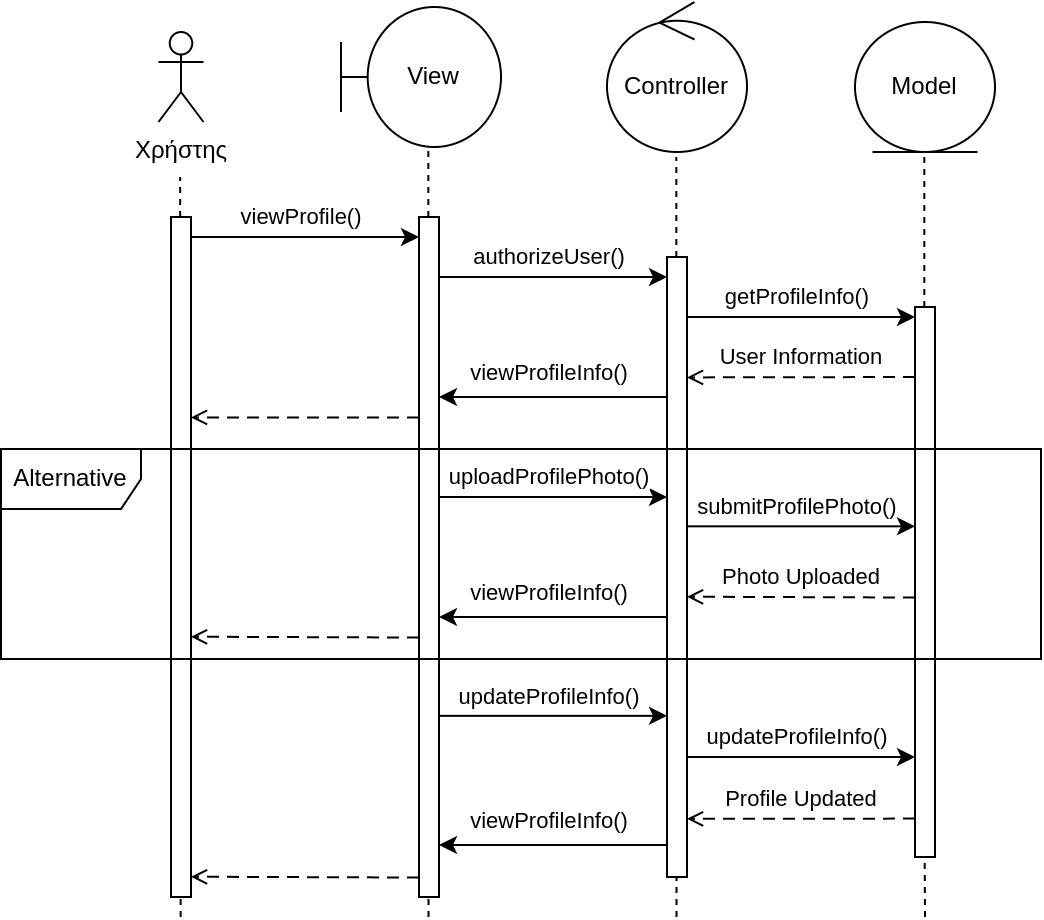 View
Controller
Model
Χρήστης
viewProfile()
authorizeUser()
getProfileInfo()
User Information
viewProfileInfo()
Alternative
uploadProfilePhoto()
submitProfilePhoto()
Photo Uploaded
viewProfileInfo()
updateProfileInfo()
updateProfileInfo()
Profile Updated
viewProfileInfo()